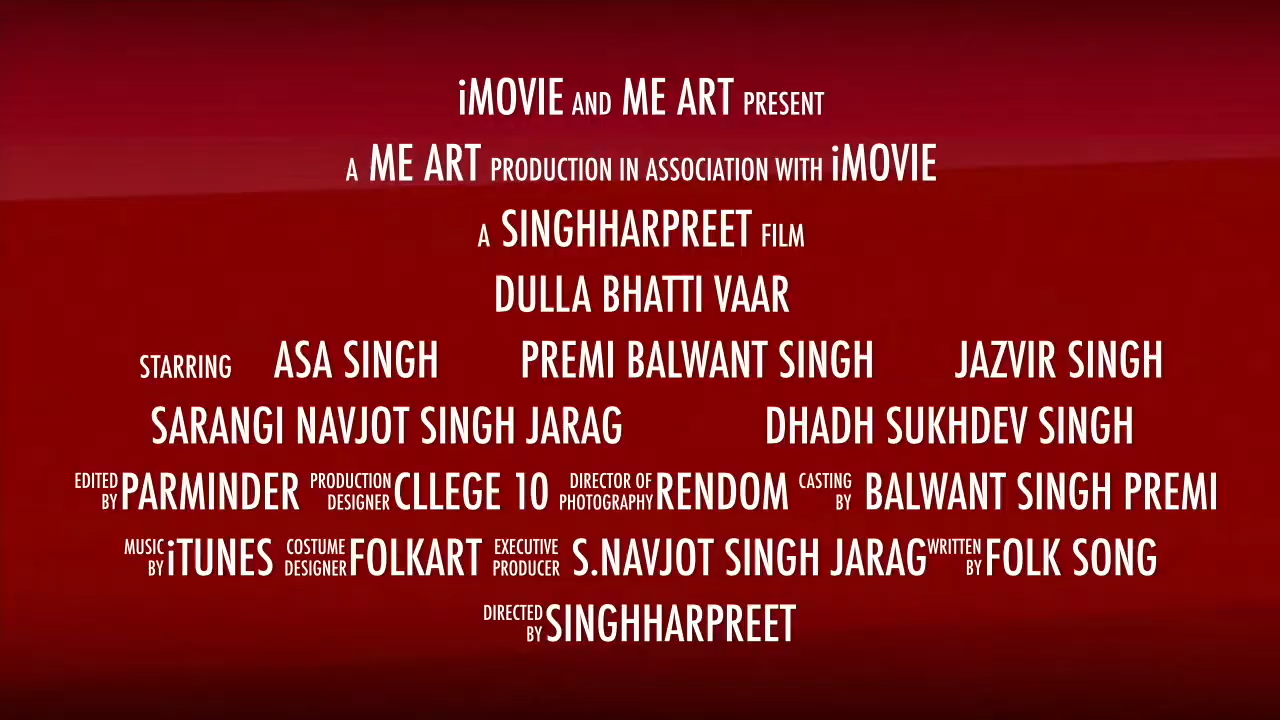 iMOVIE AND ME ART PRESENT
A ME ART PRODUCTION IN ASSOCIATION WITH iMOVIE
A SINGHHARPREET FILM
DULLA BHATTI VAAR
STARRING ASA SINGH PREMI BALWANT SINGH JAZVIR SINGH
SARANGI NAVJOT SINGH JARAG DHADH SUKHDEV SINGH
EDITED BY PARMINDER PRODUCTION DESIGNER CLLEGE 10 DIRECTOR OF PHOTOGRAPHY RENDOM CASTING BY BALWANT SINGH PREMI
MUSIC BY iTUNES COSTUME DESIGNER FOLKART EXECUTIVE PRODUCER S.NAVJOT SINGH JARAG WRITTEN BY FOLK SONG
DIRECTED BY SINGHHARPREET